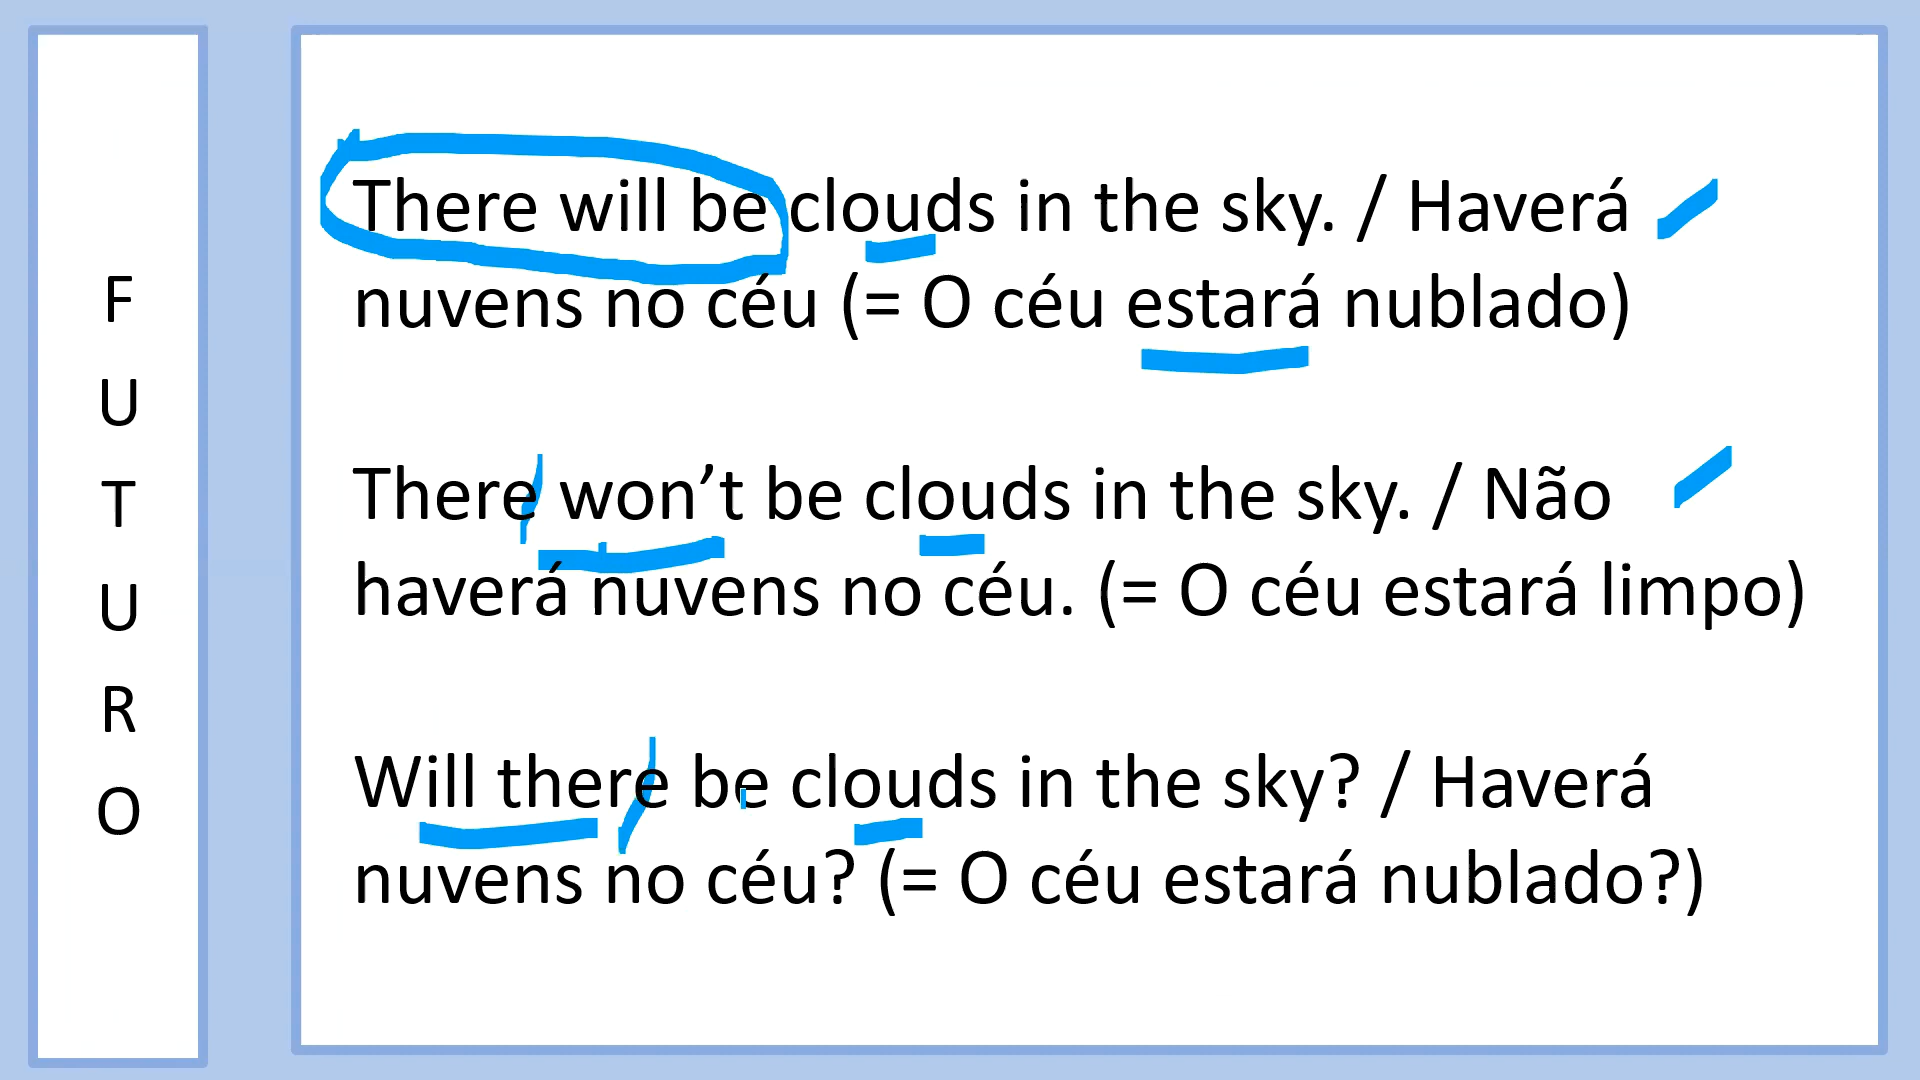 F
U
T
U
R
O
There will be clouds in the sky. / Haverá
nuvens no céu (= O céu estará nublado)
There won’t be clouds in the sky. / Não
haverá nuvens no céu. (= O céu estará limpo)
Will there be clouds in the sky? / Haverá
nuvens no céu? (= O céu estará nublado?)